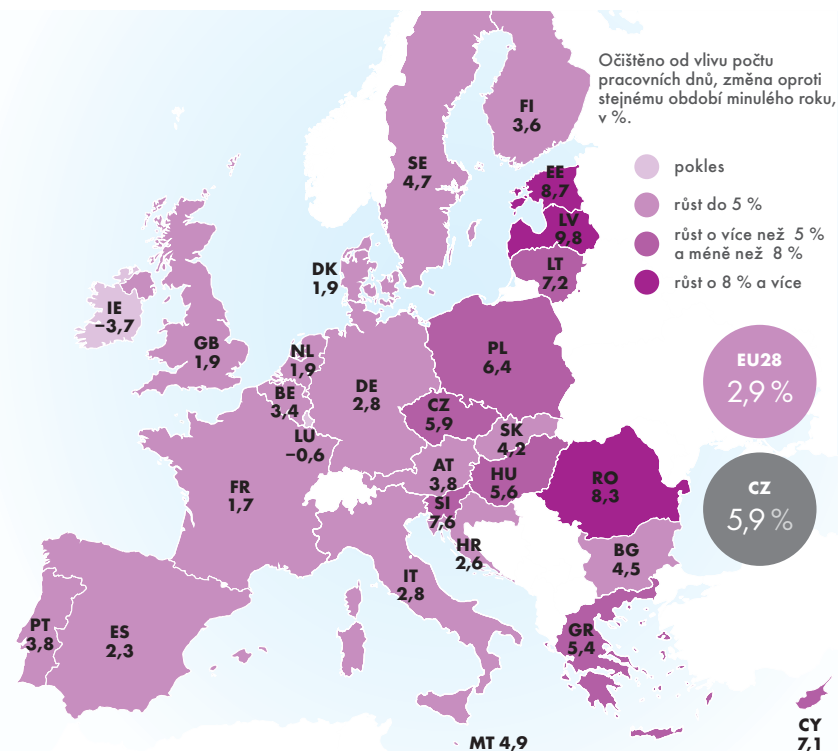 Očištěno od vlivu počtu
pracovních dnů, změna oproti
stejnému období minulého roku,
v %.
pokles
růst do 5 %
růst o více než 5 %
a méně než 8 %
růst o 8 % a více
FI
3,6
SE
4,7
EE
8,7
LV
9,8
LT
7,2
DK
1,9
IE
−3,7
GB
1,9
NL
1,9
BE
3,4
LU
−0,6
DE
2,8
PL
6,4
CZ
5,9
SK
4,2
AT
3,8
HU
5,6
SI
7,6
HR
2,6
RO
8,3
BG
4,5
FR
1,7
IT
2,8
PT
3,8
ES
2,3
GR
5,4
MT 4,9
CY
7,1
EU28
2,9 %
CZ
5,9 %